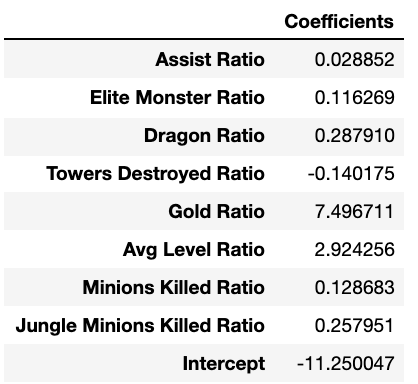 Coefficients
Assist Ratio 0.028852
Elite Monster Ratio 0.116269
Dragon Ratio 0.287910
Towers Destroyed Ratio -0.140175
Gold Ratio 7.496711
Avg Level Ratio 2.924256
Minions Killed Ratio 0.128683
Jungle Minions Killed Ratio 0.257951
Intercept -11.250047